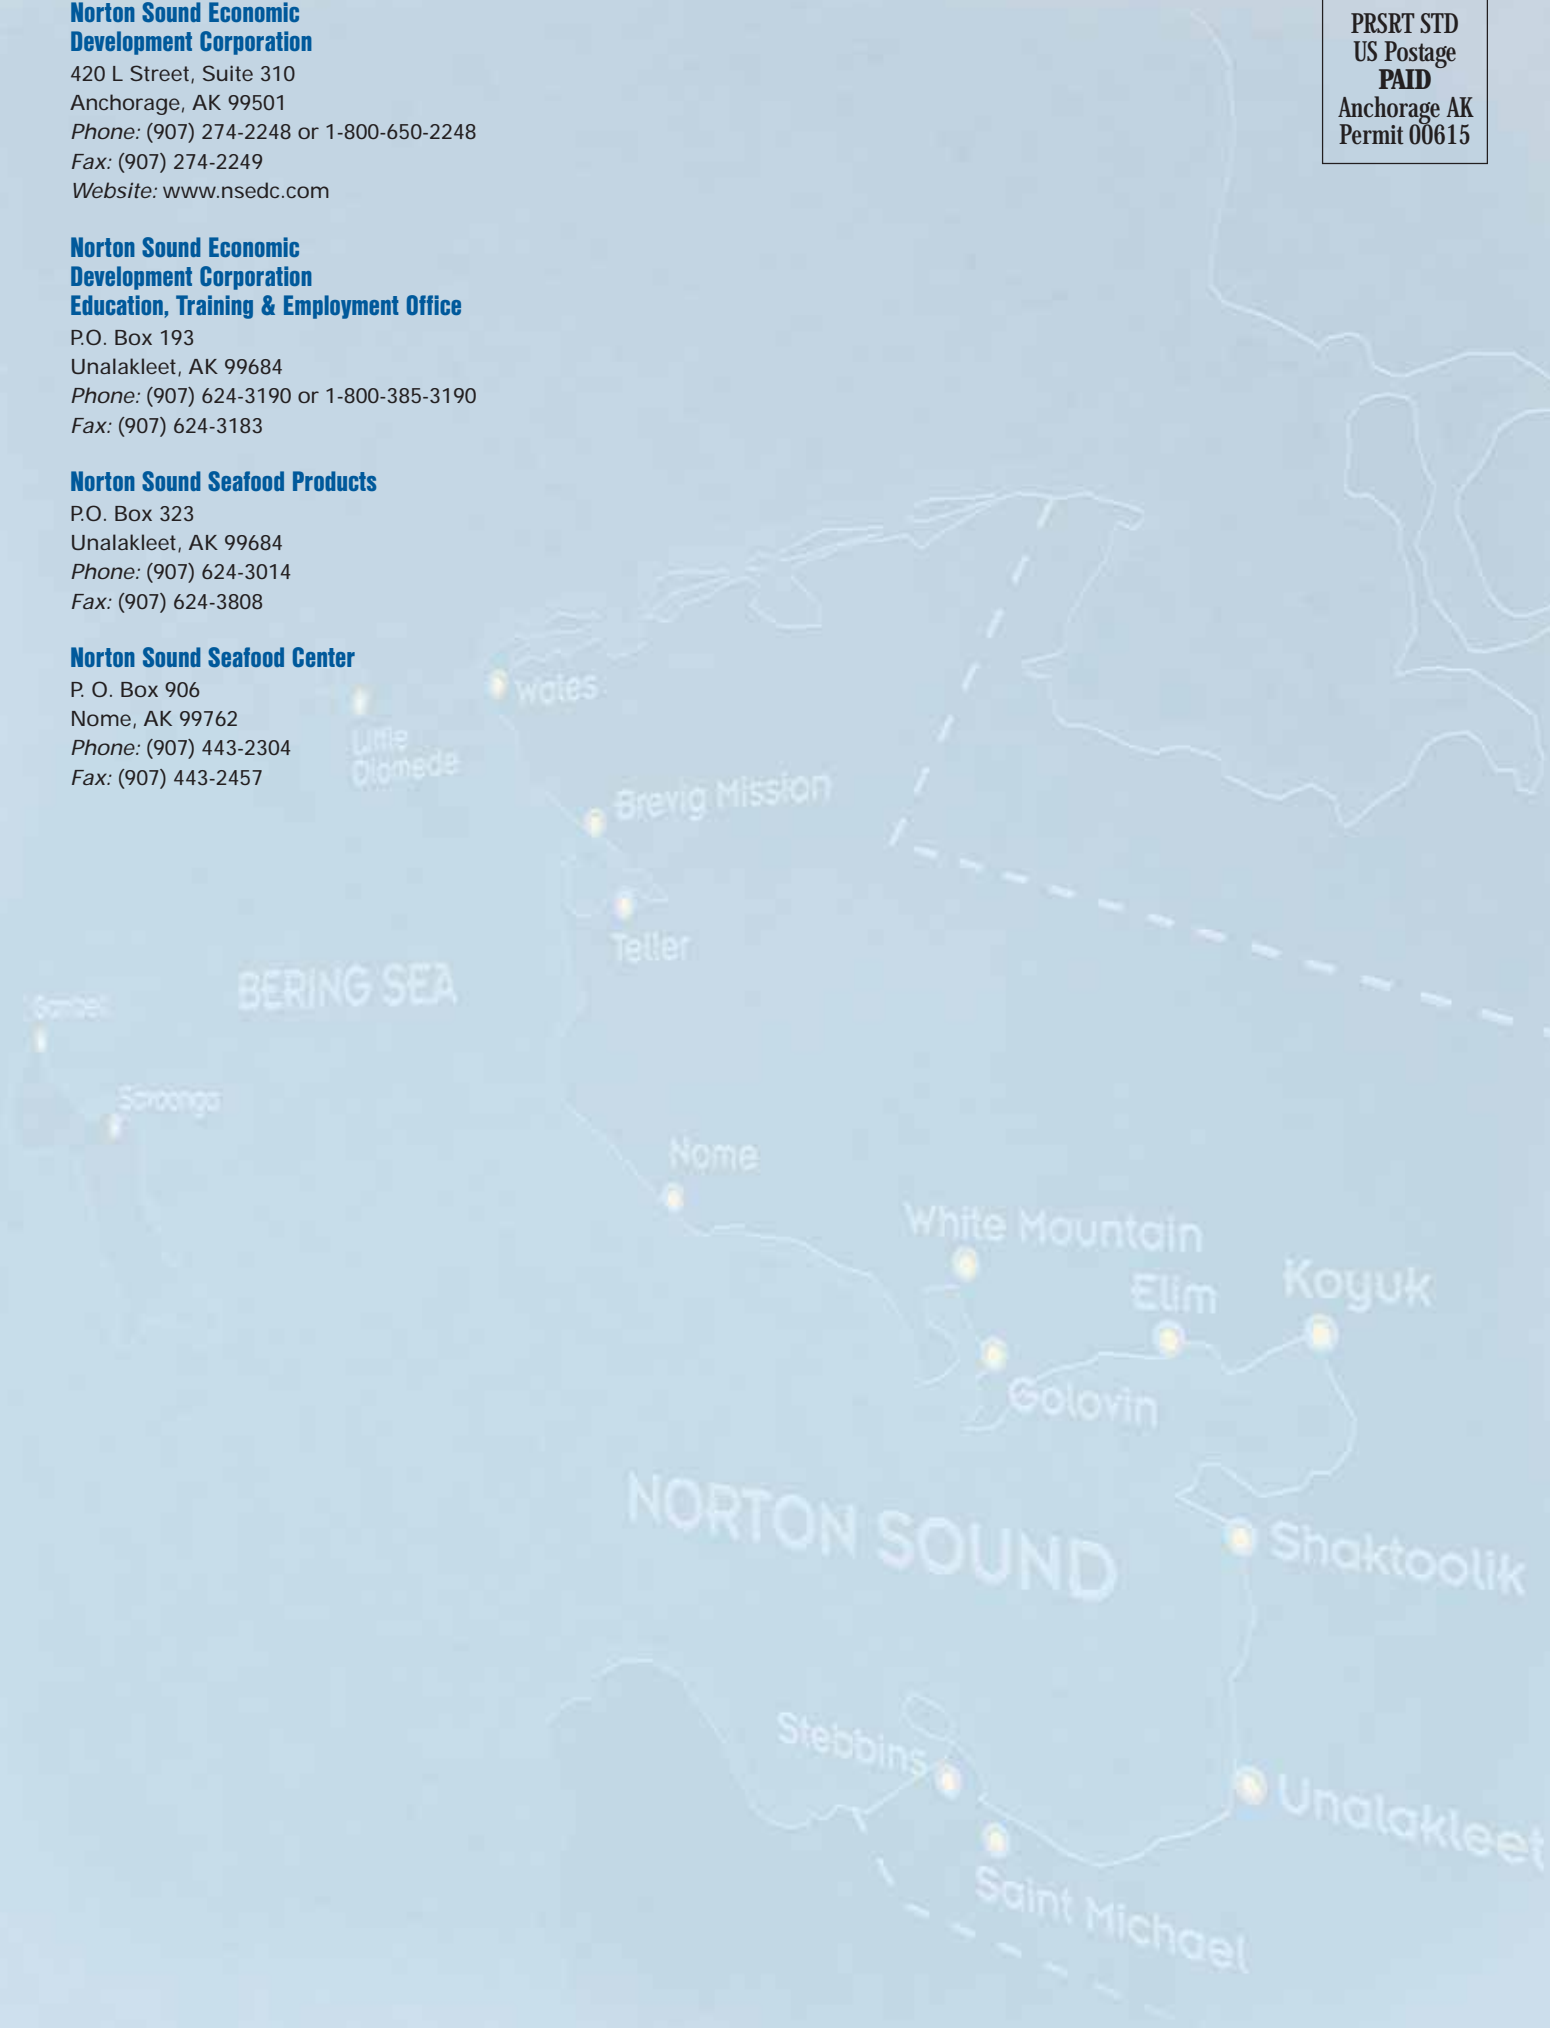 Norton Sound Economic
Development Corporation
420 L Street, Suite 310
Anchorage, AK 99501
Phone: (907) 274-2248 or 1-800-650-2248
Fax: (907) 274-2249
Website: www.nsedc.com
Norton Sound Economic
Development Corporation
Education, Training & Employment Office
P.O. Box 193
Unalakleet, AK 99684
Phone: (907) 624-3190 or 1-800-385-3190
Fax: (907) 624-3183
Norton Sound Seafood Products
P.O. Box 323
Unalakleet, AK 99684
Phone: (907) 624-3014
Fax: (907) 624-3808
Norton Sound Seafood Center
P. O. Box 906
Nome, AK 99762
Phone: (907) 443-2304
Fax: (907) 443-2457
PRSRT STD
US Postage
PAID
Anchorage AK
Permit 00615
Wales
Little
Diomede
Brevig Mission
Teller
BERING SEA
Gambell
Savoonga
Nome
White Mountain
Elim
Koyuk
Golovin
NORTON SOUND
Shaktoolik
Stebbins
Unalakleet
Saint Michael